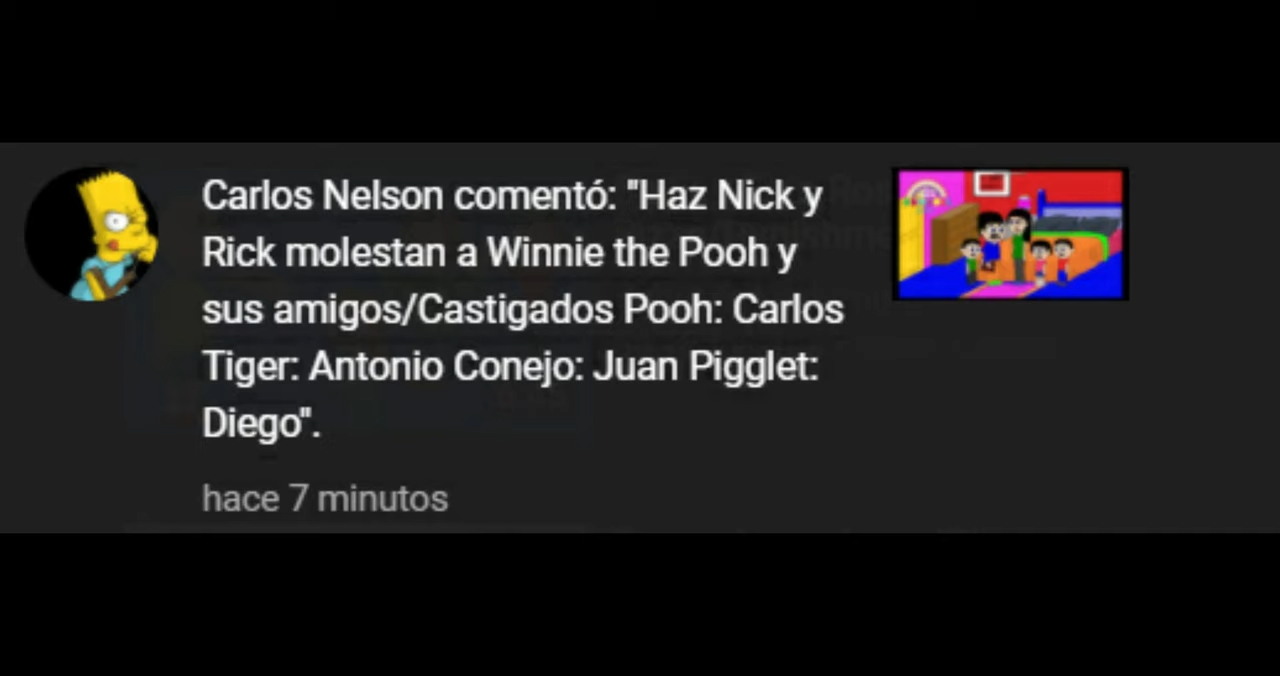 Carlos Nelson comentó: "Haz Nick y
Rick molestan a Winnie the Pooh y
sus amigos/Castigados Pooh: Carlos
Tiger: Antonio Conejo: Juan Pigglet:
Diego".
hace 7 minutos